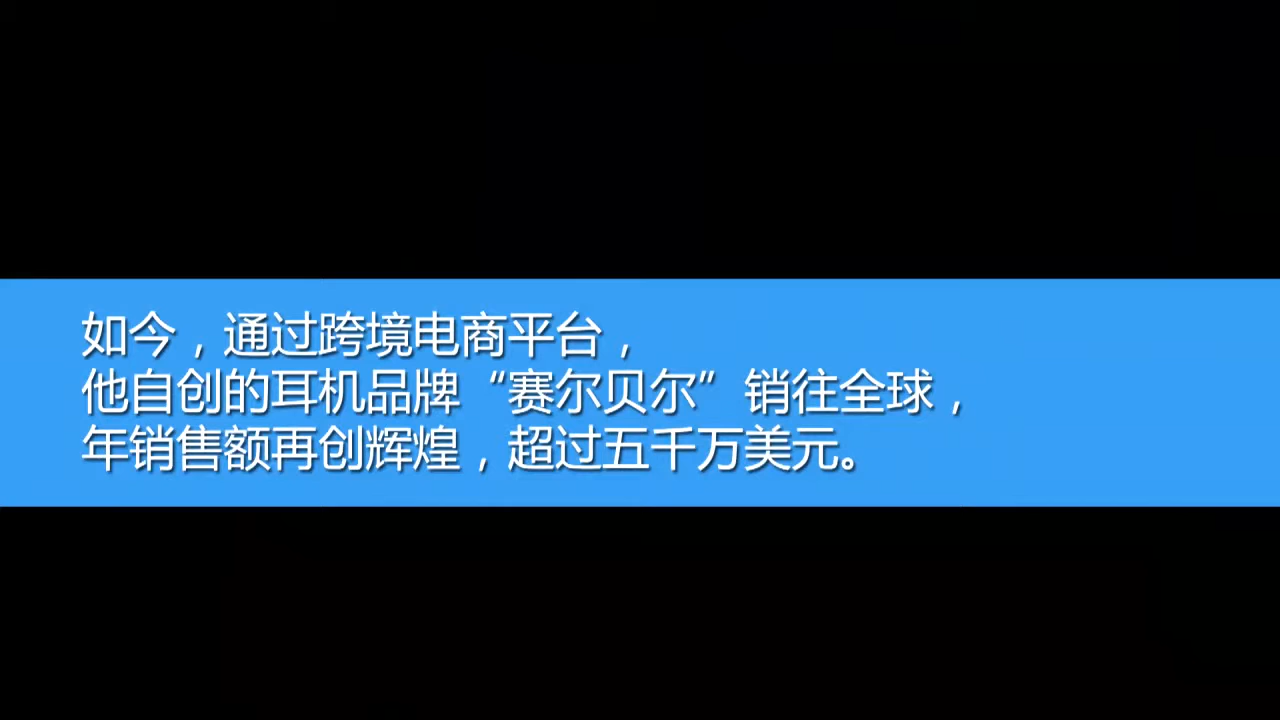 如今，通过跨境电商平台，
他自创的耳机品牌“赛尔贝尔”销往全球，
年销售额再创辉煌，超过五千万美元。